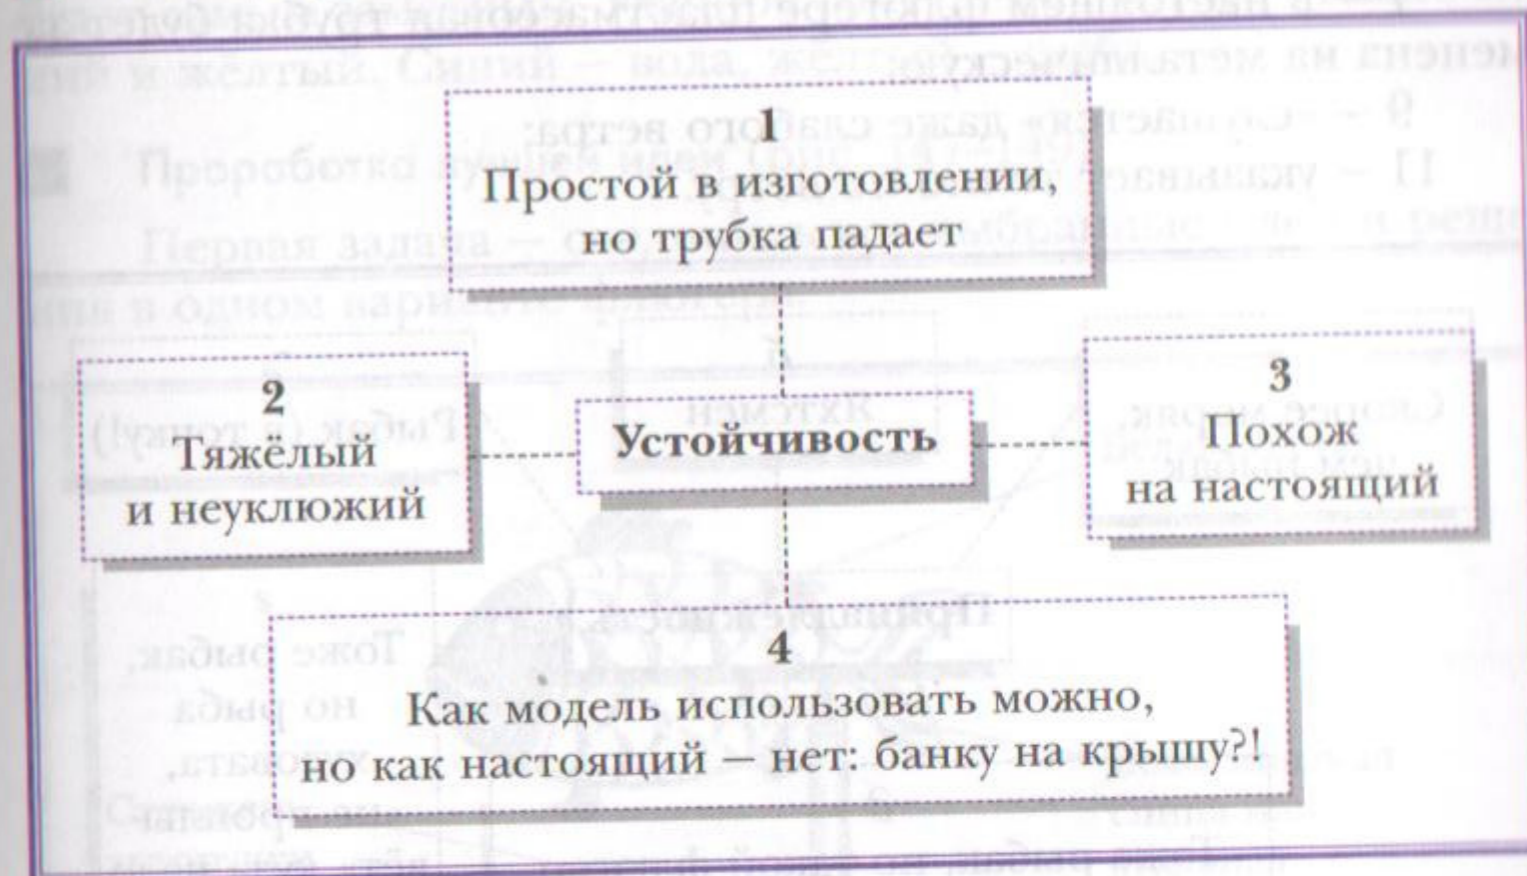 1
Простой в изготовлении,
но трубка падает
2
Тяжёлый
и неуклюжий
Устойчивость
3
Похож
на настоящий
4
Как модель использовать можно,
но как настоящий — нет: банку на крышу?!